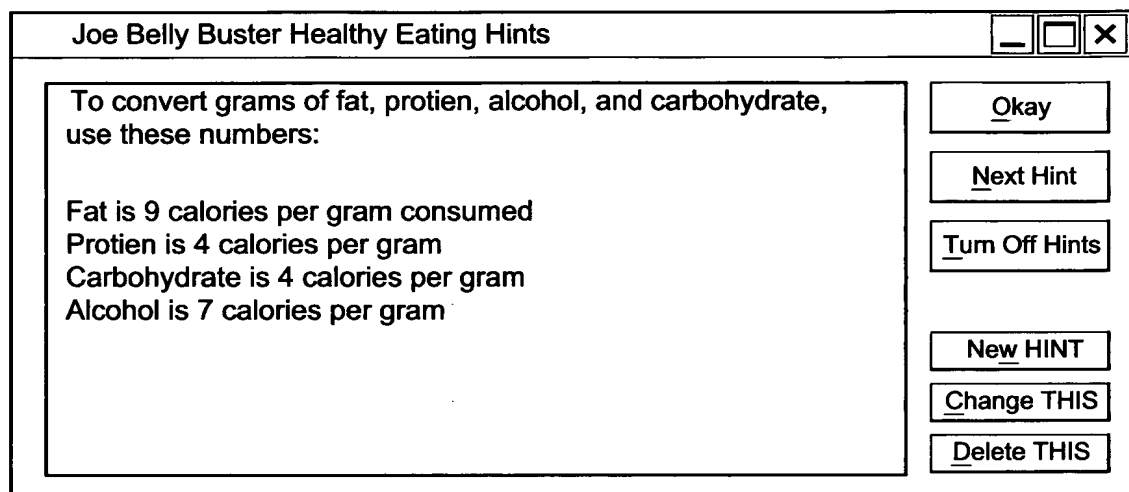 Joe Belly Buster Healthy Eating Hints
To convert grams of fat, protien, alcohol, and carbohydrate,
use these numbers:
Fat is 9 calories per gram consumed
Protien is 4 calories per gram
Carbohydrate is 4 calories per gram
Alcohol is 7 calories per gram
Okay
Next Hint
Turn Off Hints
New HINT
Change THIS
Delete THIS